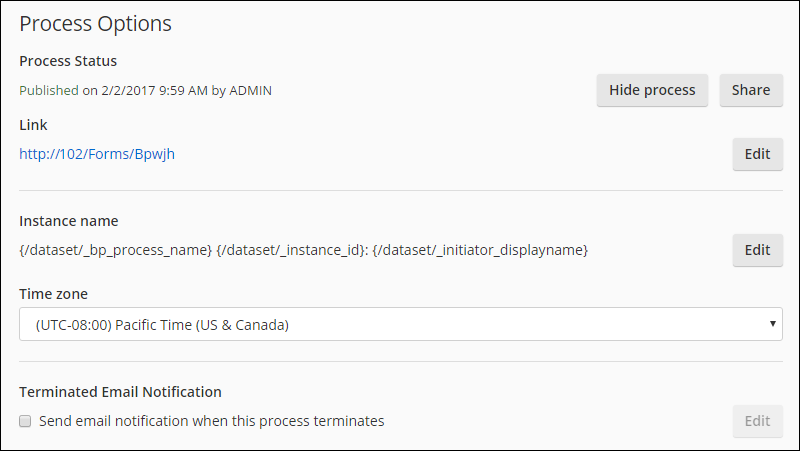 Process Options
Process Status
Published on 2/2/2017 9:59 AM by ADMIN
Hide process
Share
Link
http://102/Forms/Bpwjh
Edit
Instance name
{/dataset/_bp_process_name} {/dataset/_instance_id}: {/dataset/_initiator_displayname}
Edit
Time zone
(UTC-08:00) Pacific Time (US & Canada)
Terminated Email Notification
Send email notification when this process terminates
Edit